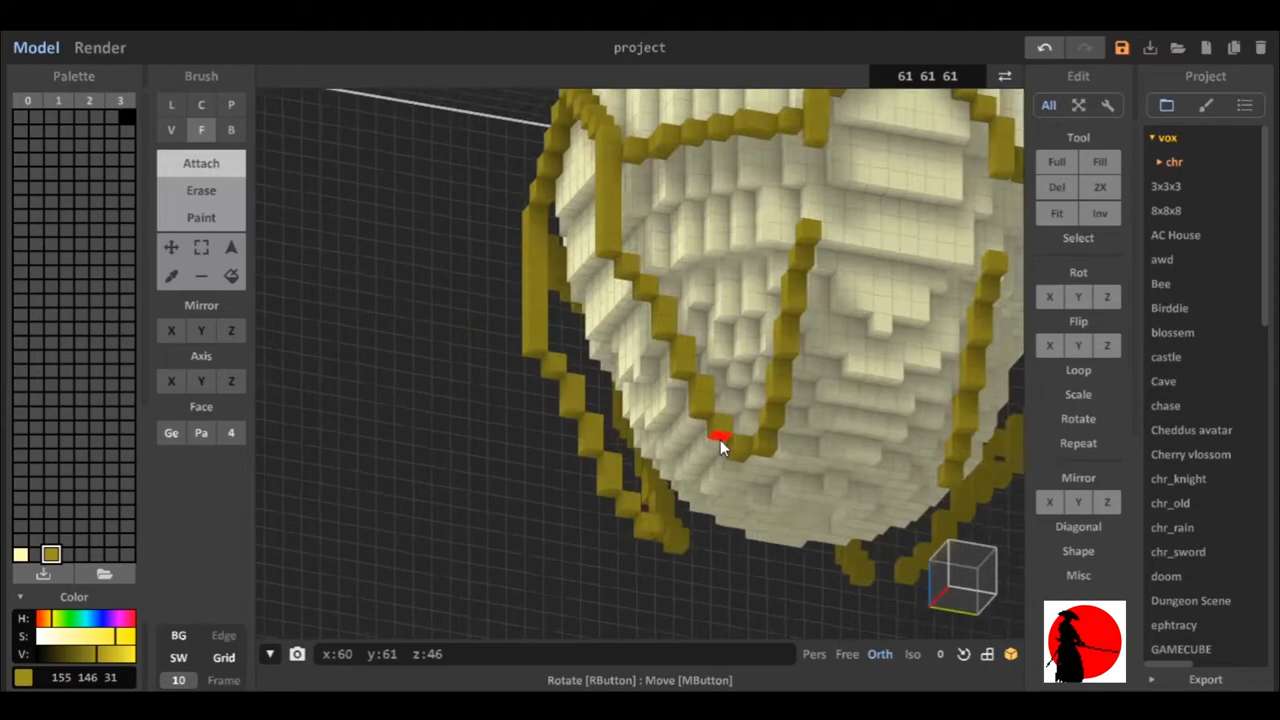 Model Render
project
Palette
0 1 2 3
Color
H:
S:
V:
155 146 31
Brush
L C P
V F B
Attach
Erase
Paint
Mirror
X Y Z
Axis
X Y Z
Face
Ge Pa 4
BG Edge
SW Grid
10 Frame
61 61 61
x:60 y:61 z:46
Pers Free Orth Iso 0
Rotate [RButton] : Move [MButton]
Edit
All
Tool
Full Fill
Del 2X
Fit Inv
Select
Rot
X Y Z
Flip
X Y Z
Loop
Scale
Rotate
Repeat
Mirror
X Y Z
Diagonal
Shape
Misc
Project
vox
chr
3x3x3
8x8x8
AC House
awd
Bee
Birddie
blossem
castle
Cave
chase
Cheddus avatar
Cherry vlossom
chr_knight
chr_old
chr_rain
chr_sword
doom
Dungeon Scene
ephtracy
GAMECUBE
Export